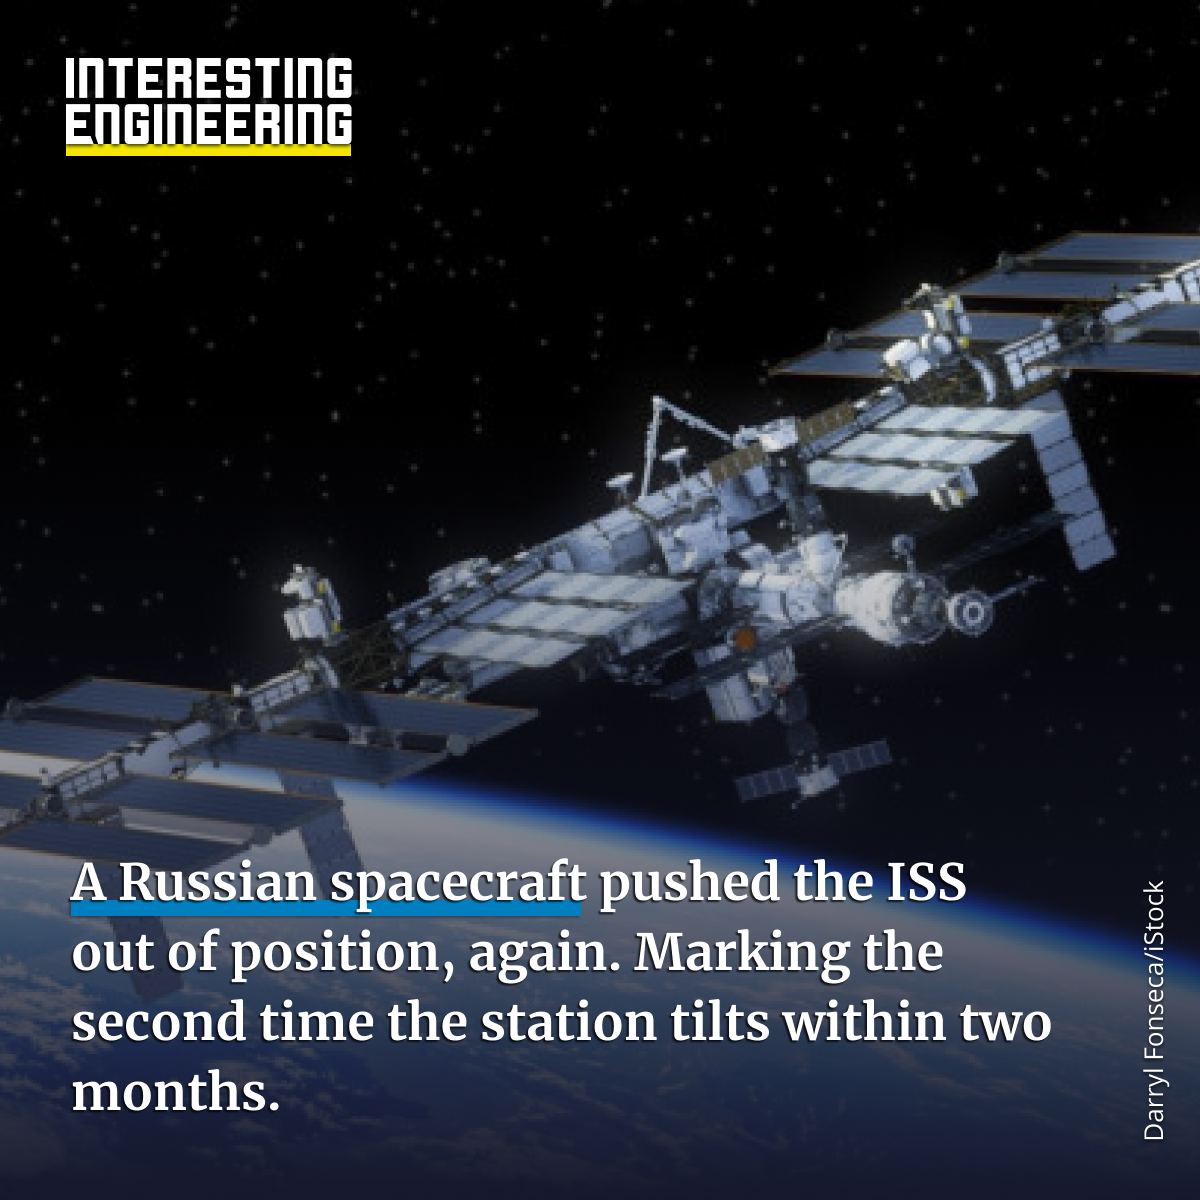 INTERESTING
ENGINEERING
A Russian spacecraft pushed the ISS
out of position, again. Marking the
second time the station tilts within two
months.
Darryl Fonseca/iStock